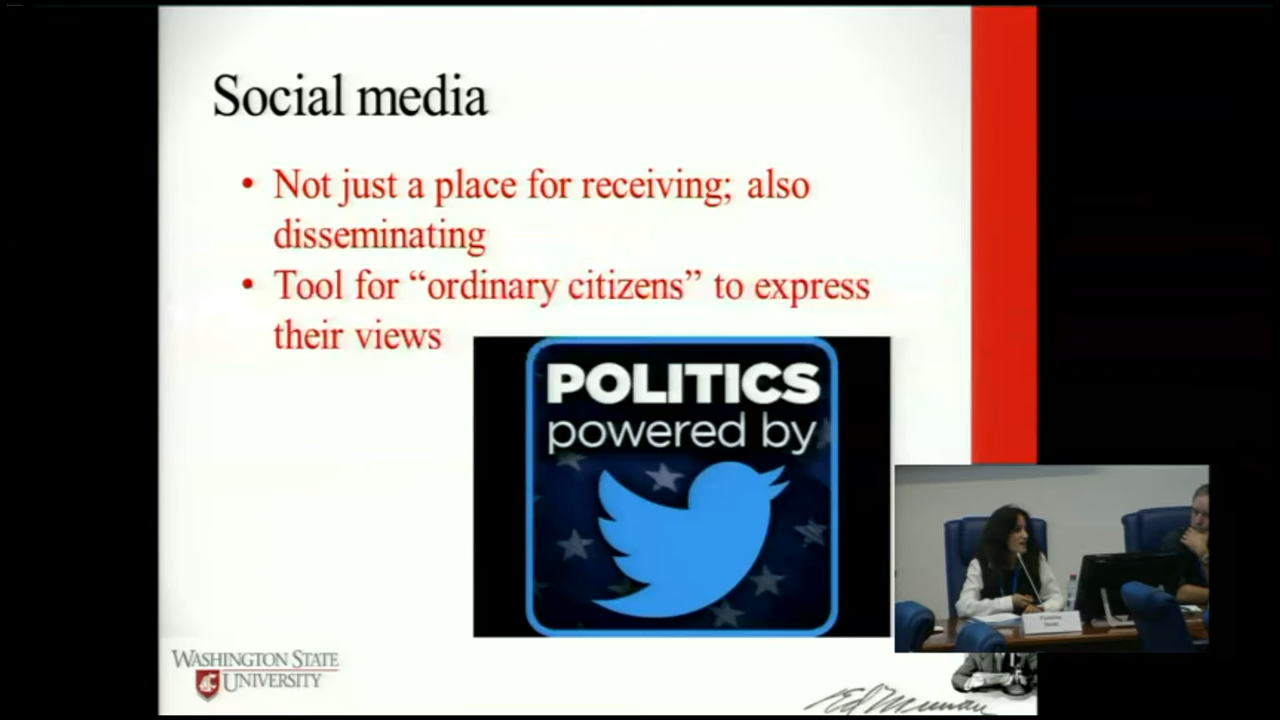 Social media
• Not just a place for receiving; also
disseminating
• Tool for “ordinary citizens” to express
their views
POLITICS
powered by
WASHINGTON STATE
UNIVERSITY